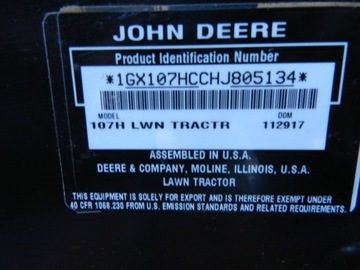 JOHN DEERE
Product Identification Number
*1GX107HCCHJ805134*
MODEL DOM
107H LWN TRACTR 112917
ASSEMBLED IN U.S.A.
DEERE & COMPANY, MOLINE, ILLINOIS, U.S.A.
LAWN TRACTOR
THIS EQUIPMENT IS SOLELY FOR EXPORT AND IS THEREFORE EXEMPT UNDER
40 CFR 1068.230 FROM U.S. EMISSION STANDARDS AND RELATED REQUIREMENTS.